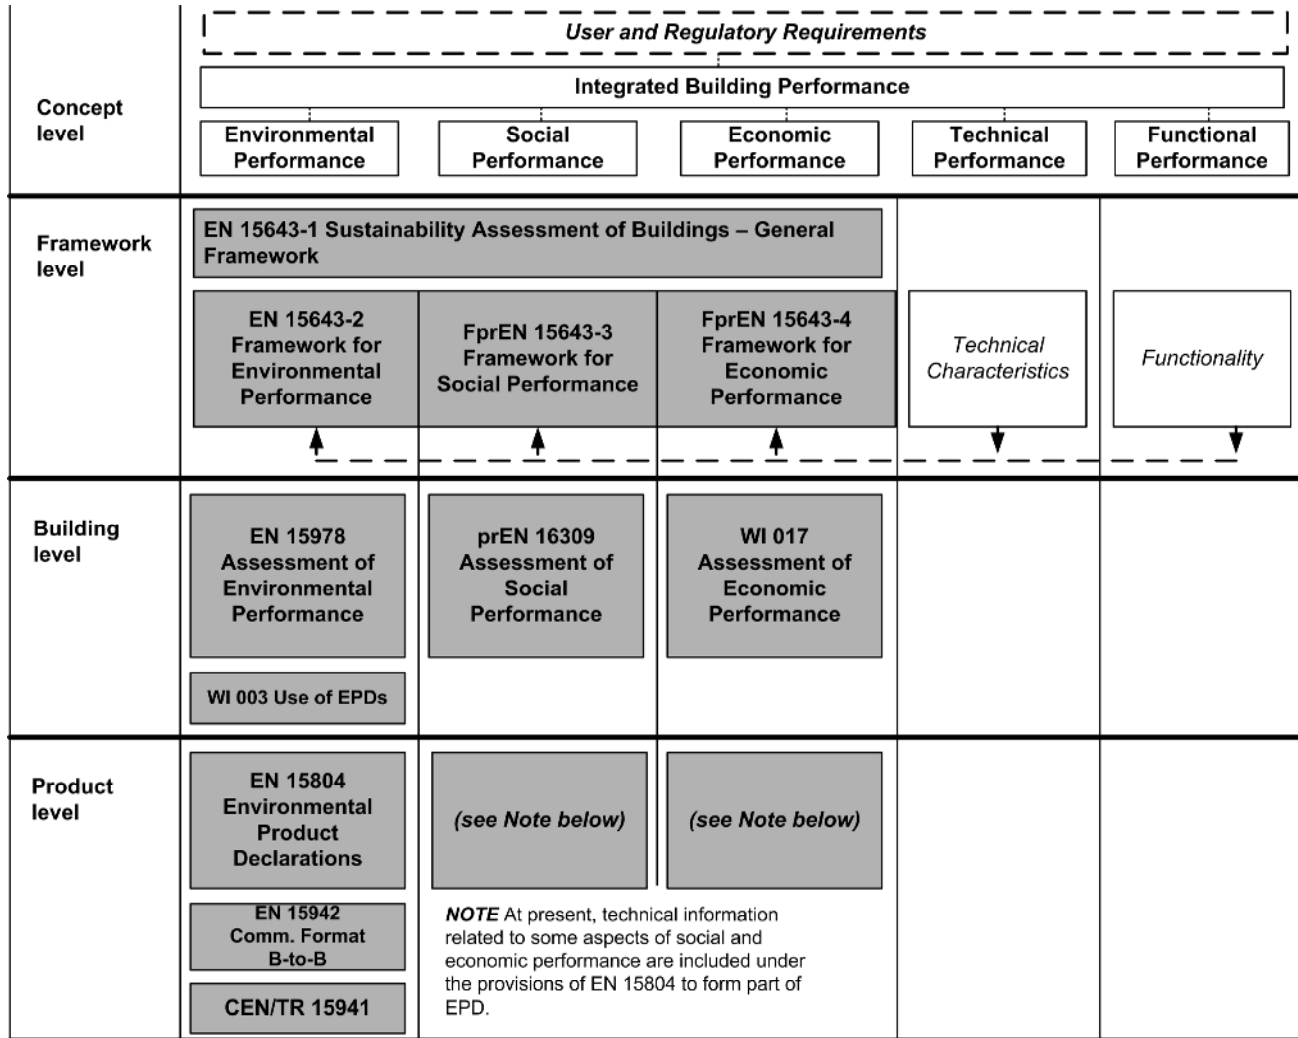 User and Regulatory Requirements
Integrated Building Performance
Concept
level
Environmental
Performance
Social
Performance
Economic
Performance
Technical
Performance
Functional
Performance
Framework
level
EN 15643-1 Sustainability Assessment of Buildings – General
Framework
EN 15643-2
Framework for
Environmental
Performance
FprEN 15643-3
Framework for
Social Performance
FprEN 15643-4
Framework for
Economic
Performance
Technical
Characteristics
Functionality
Building
level
EN 15978
Assessment of
Environmental
Performance
prEN 16309
Assessment of
Social
Performance
WI 017
Assessment of
Economic
Performance
WI 003 Use of EPDs
Product
level
EN 15804
Environmental
Product
Declarations
(see Note below)
(see Note below)
EN 15942
Comm. Format
B-to-B
CEN/TR 15941
NOTE At present, technical information
related to some aspects of social and
economic performance are included under
the provisions of EN 15804 to form part of
EPD.